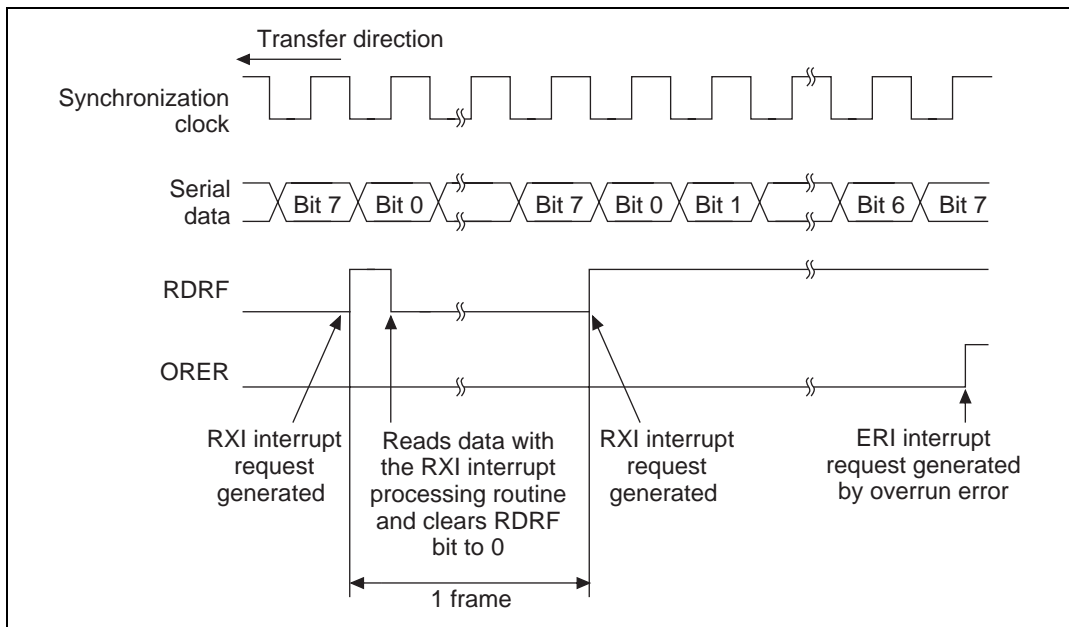 Transfer direction
Synchronization
clock
Serial
data
Bit 7 Bit 0 Bit 7 Bit 0 Bit 1 Bit 6 Bit 7
RDRF
ORER
RXI interrupt
request
generated
Reads data with
the RXI interrupt
processing routine
and clears RDRF
bit to 0
RXI interrupt
request
generated
ERI interrupt
request generated
by overrun error
1 frame